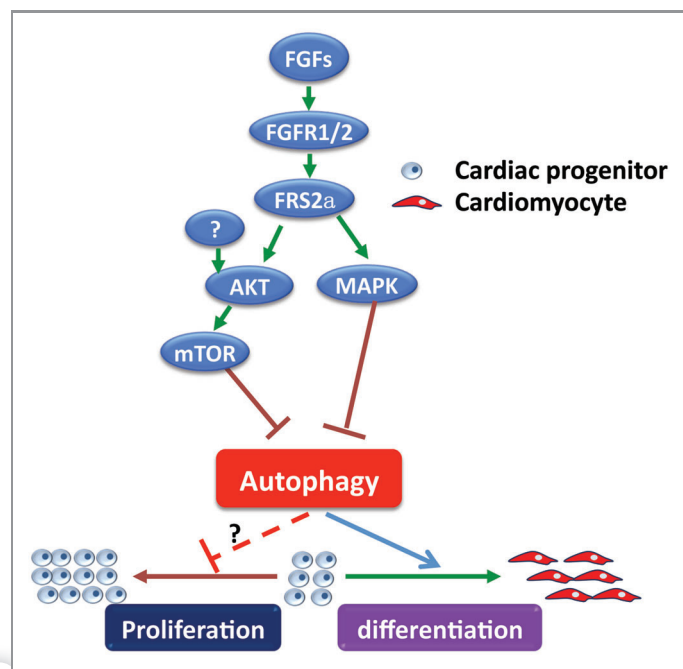 FGFs
FGFR1/2
FRS2a
?
AKT
MAPK
mTOR
Cardiac progenitor
Cardiomyocyte
Autophagy
?
Proliferation
differentiation